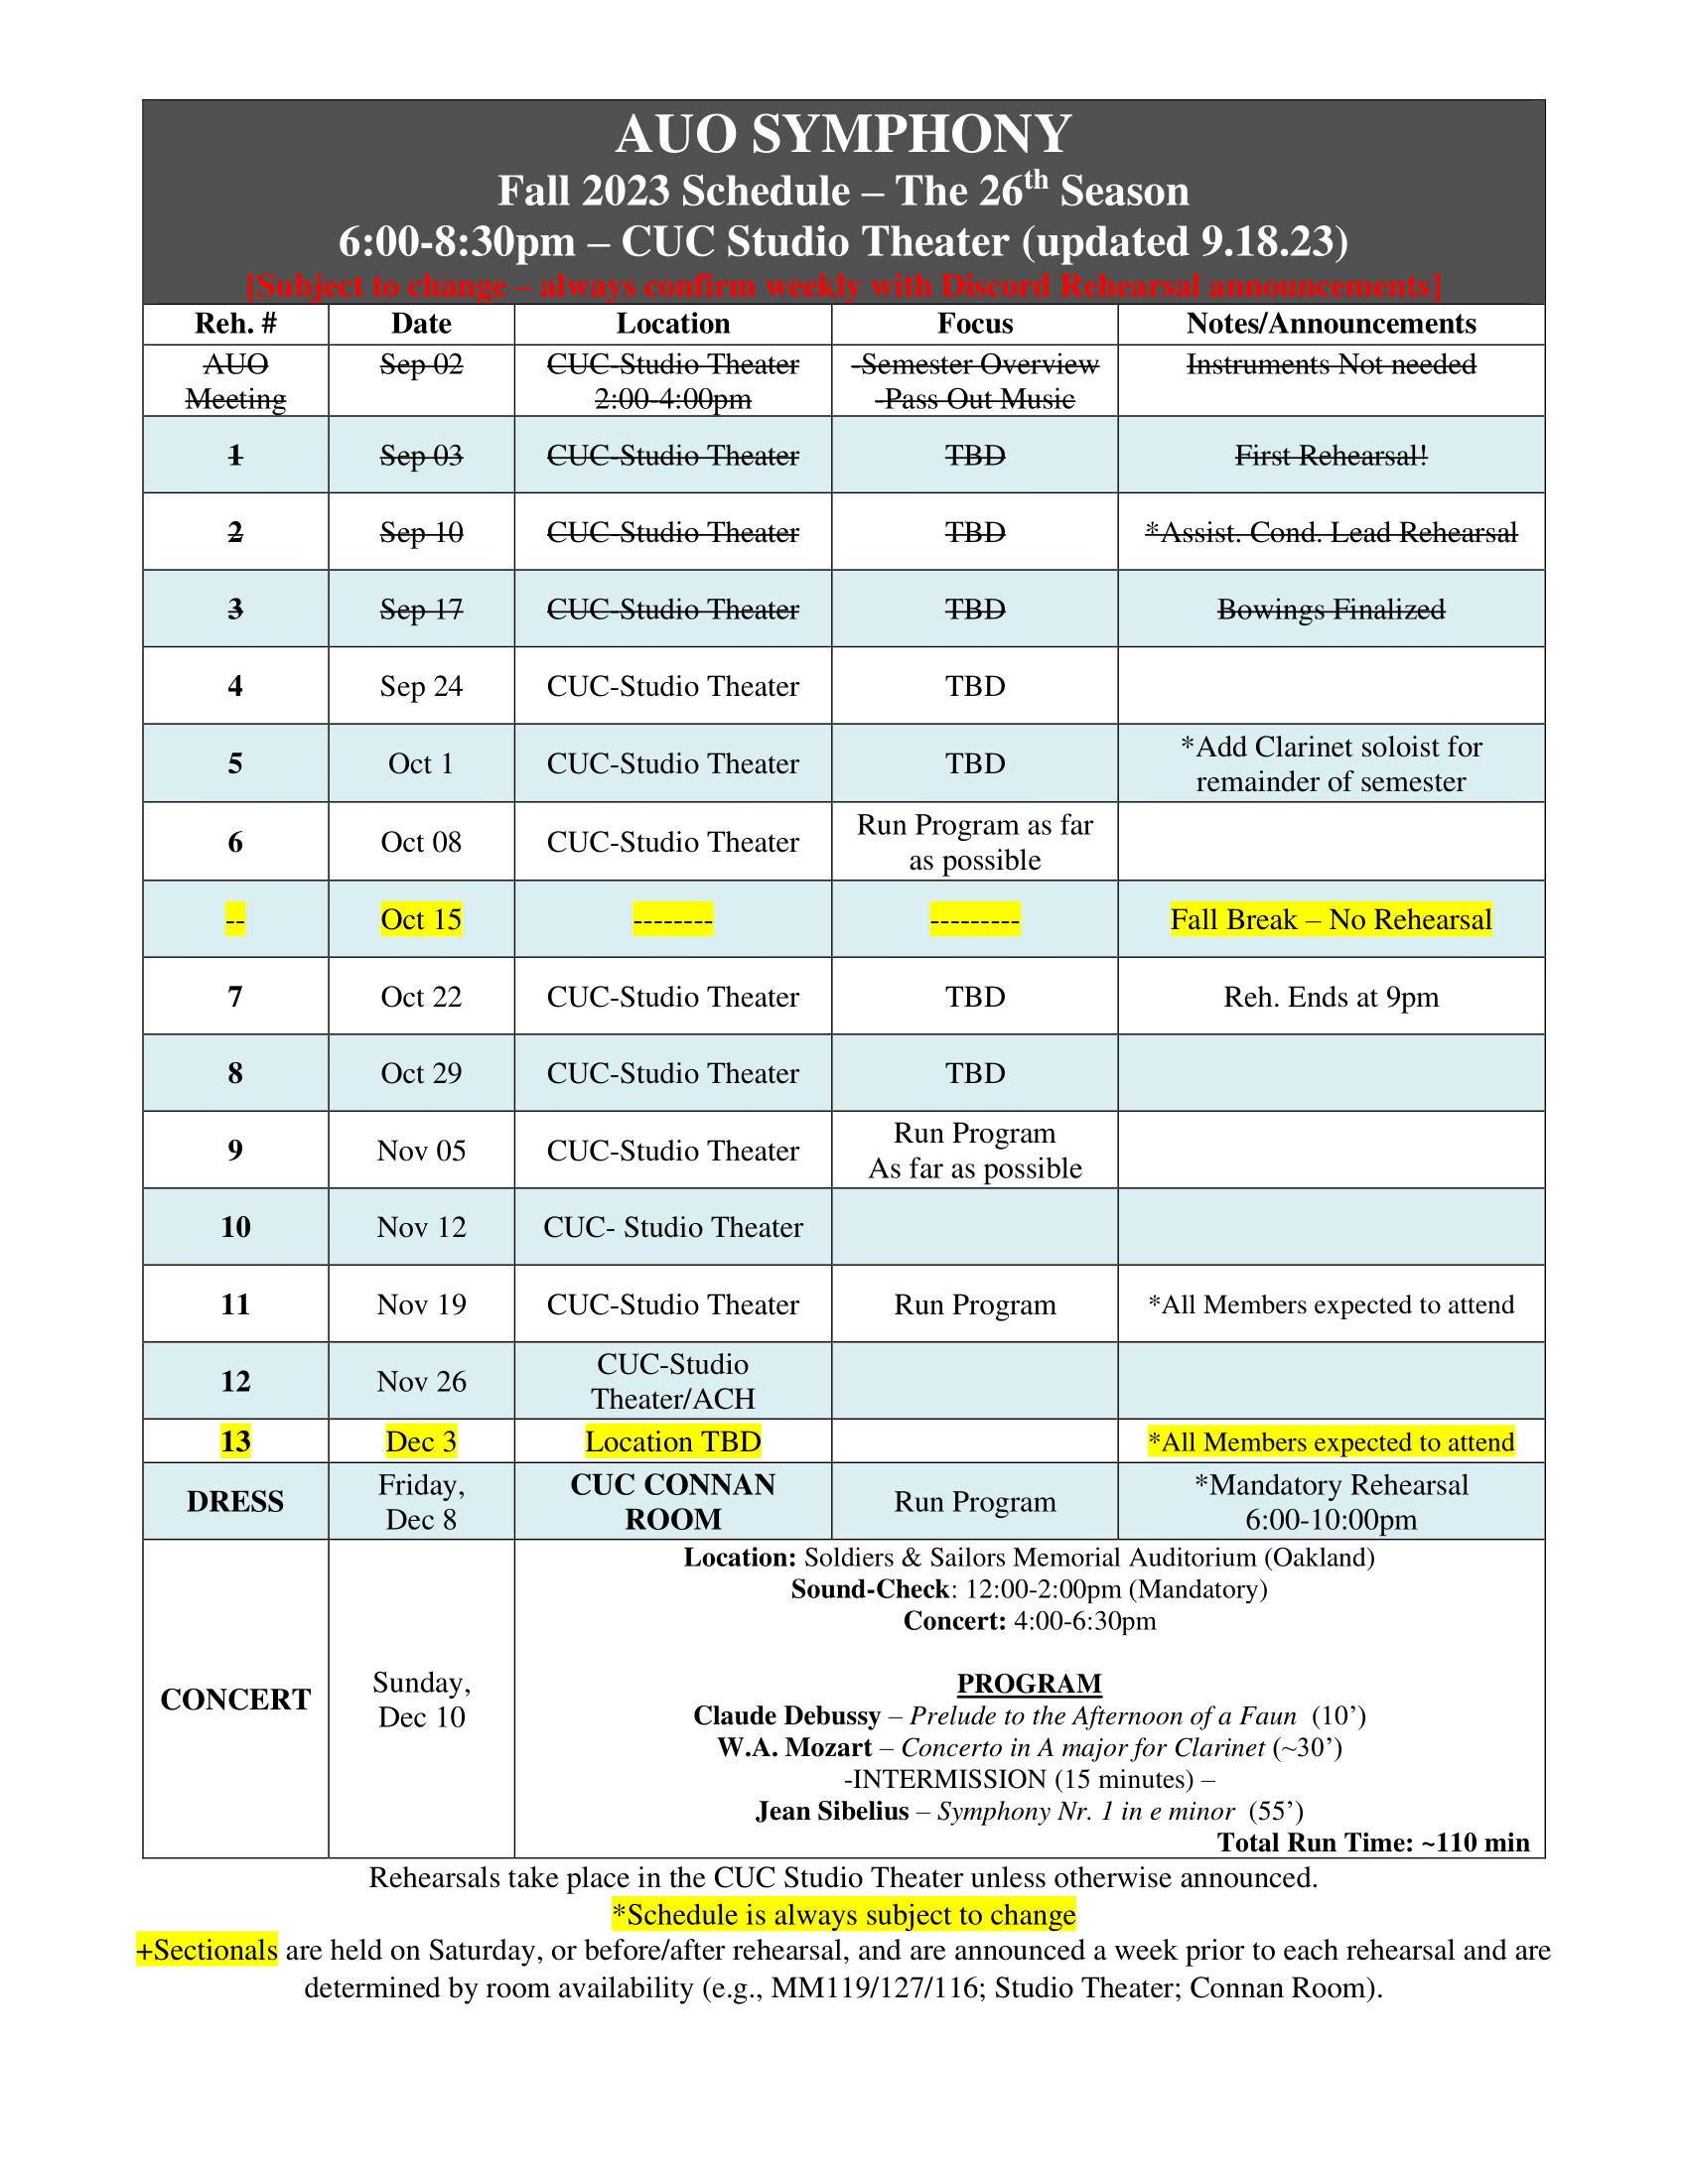 AUO SYMPHONY
Fall 2023 Schedule – The 26th Season
6:00-8:30pm – CUC Studio Theater (updated 9.18.23)
[Subject to change – always confirm weekly with Discord Rehearsal announcements]
Reh. # Date Location Focus Notes/Announcements
AUO Sep 02 CUC-Studio Theater -Semester Overview Instruments Not needed
Meeting 2:00-4:00pm -Pass Out Music
1 Sep 03 CUC-Studio Theater TBD First Rehearsal!
2 Sep 10 CUC-Studio Theater TBD *Assist. Cond. Lead Rehearsal
3 Sep 17 CUC-Studio Theater TBD Bowings Finalized
4 Sep 24 CUC-Studio Theater TBD
5 Oct 1 CUC-Studio Theater TBD *Add Clarinet soloist for
remainder of semester
6 Oct 08 CUC-Studio Theater Run Program as far
as possible
-- Oct 15 -------- --------- Fall Break – No Rehearsal
7 Oct 22 CUC-Studio Theater TBD Reh. Ends at 9pm
8 Oct 29 CUC-Studio Theater TBD
9 Nov 05 CUC-Studio Theater Run Program
As far as possible
10 Nov 12 CUC- Studio Theater
11 Nov 19 CUC-Studio Theater Run Program *All Members expected to attend
12 Nov 26 CUC-Studio
Theater/ACH
13 Dec 3 Location TBD *All Members expected to attend
DRESS Friday, CUC CONNAN Run Program *Mandatory Rehearsal
Dec 8 ROOM 6:00-10:00pm
Location: Soldiers & Sailors Memorial Auditorium (Oakland)
Sound-Check: 12:00-2:00pm (Mandatory)
Concert: 4:00-6:30pm
CONCERT Sunday, PROGRAM
Dec 10 Claude Debussy – Prelude to the Afternoon of a Faun (10’)
W.A. Mozart – Concerto in A major for Clarinet (~30’)
-INTERMISSION (15 minutes) –
Jean Sibelius – Symphony Nr. 1 in e minor (55’)
Total Run Time: ~110 min
Rehearsals take place in the CUC Studio Theater unless otherwise announced.
*Schedule is always subject to change
+Sectionals are held on Saturday, or before/after rehearsal, and are announced a week prior to each rehearsal and are
determined by room availability (e.g., MM119/127/116; Studio Theater; Connan Room).